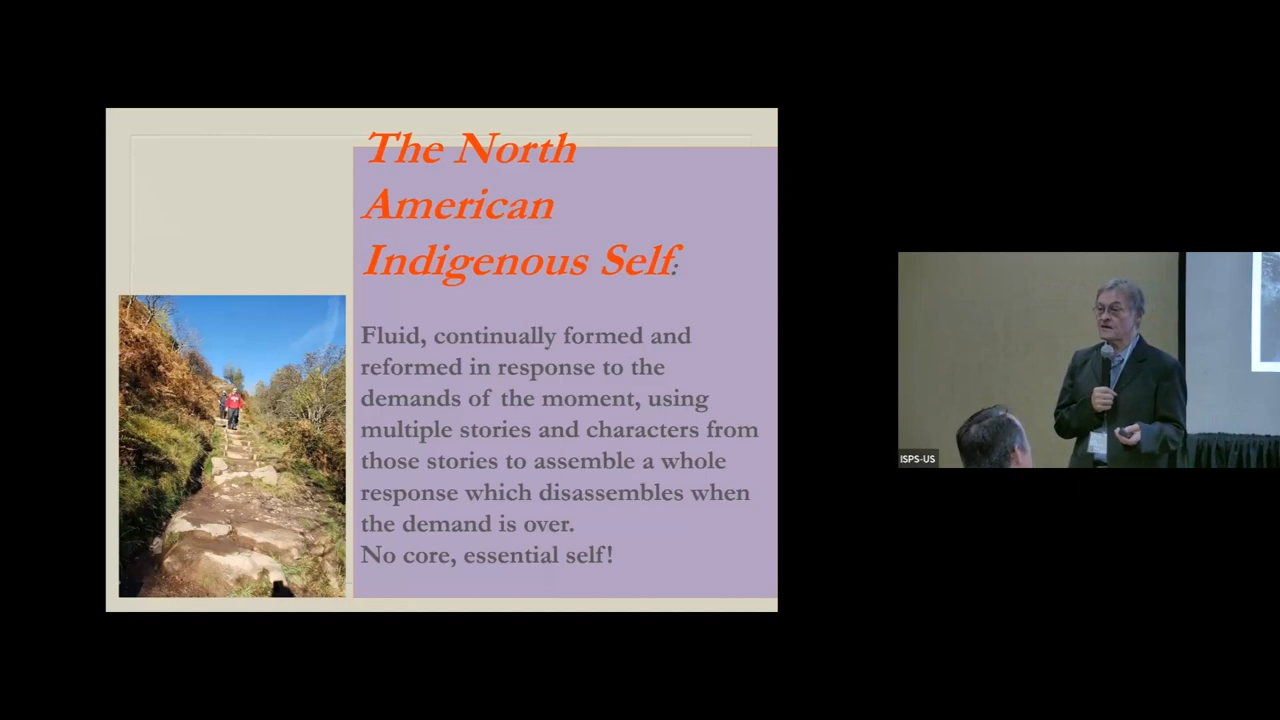 The North
American
Indigenous Self:
Fluid, continually formed and
reformed in response to the
demands of the moment, using
multiple stories and characters from
those stories to assemble a whole
response which disassembles when
the demand is over.
No core, essential self!
ISPS-US